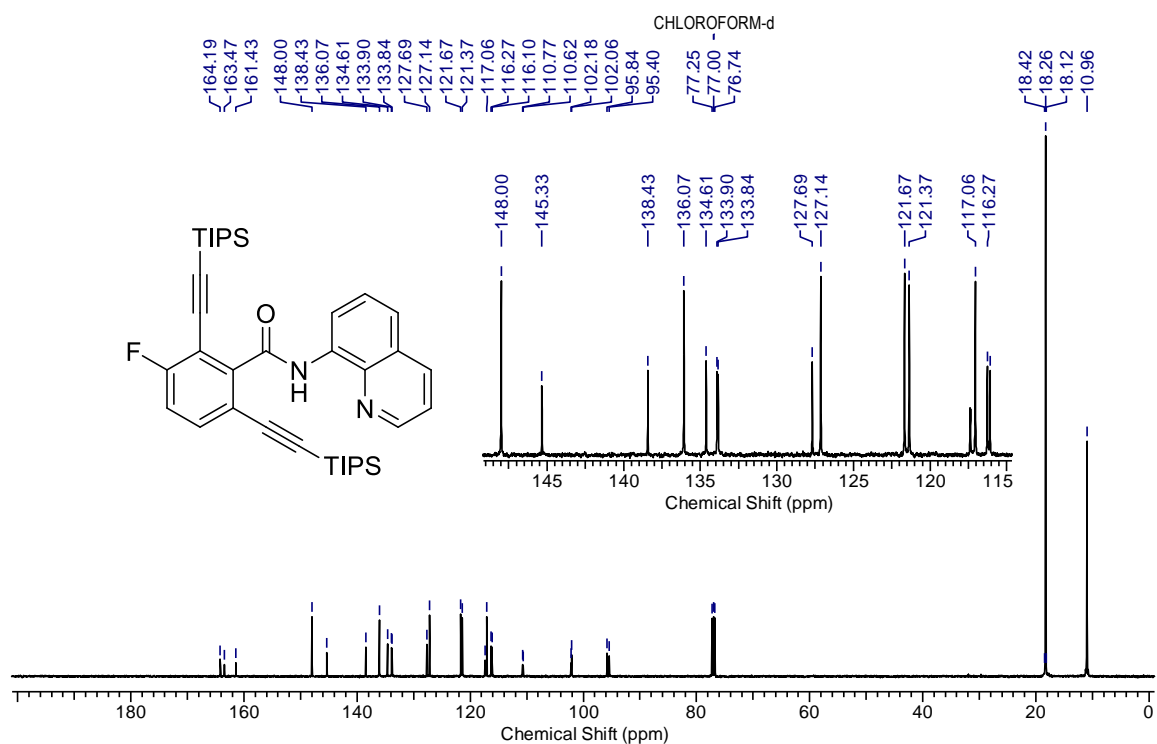 CHLOROFORM-d
164.19 163.47 161.43 148.00 138.43 136.07 134.61 133.90 133.84 127.69 127.14 121.67 121.37 117.06 116.27 116.10 110.77 110.62 102.18 102.06 95.84 95.40 77.25 77.00 76.74 18.42 18.26 18.12 10.96
148.00 145.33 138.43 136.07 134.61 133.90 133.84 127.69 127.14 121.67 121.37 117.06 116.27
TIPS
O
F
N
H
N
TIPS
145 140 135 130 125 120 115
Chemical Shift (ppm)
180 160 140 120 100 80 60 40 20 0
Chemical Shift (ppm)